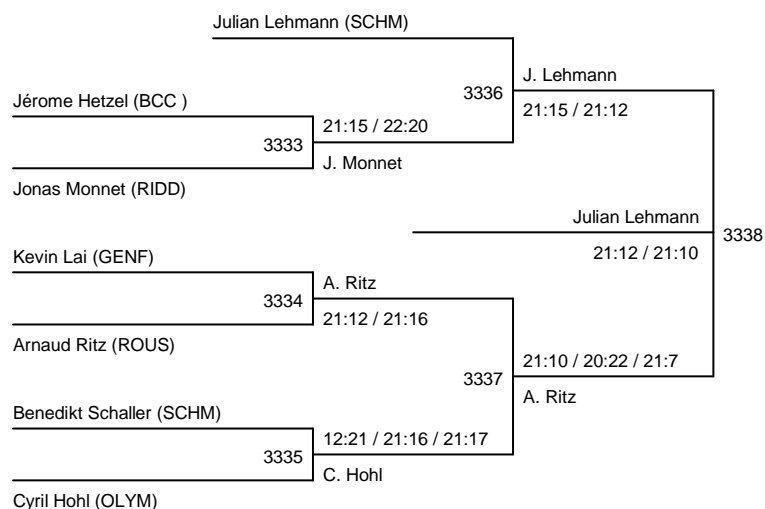 Julian Lehmann (SCHM)
J. Lehmann
3336
Jérome Hetzel (BCC )
21:15 / 21:12
21:15 / 22:20
3333
J. Monnet
Jonas Monnet (RIDD)
Julian Lehmann
3338
Kevin Lai (GENF)
21:12 / 21:10
A. Ritz
3334
21:12 / 21:16
Arnaud Ritz (ROUS)
21:10 / 20:22 / 21:7
3337
A. Ritz
Benedikt Schaller (SCHM)
12:21 / 21:16 / 21:17
3335
C. Hohl
Cyril Hohl (OLYM)